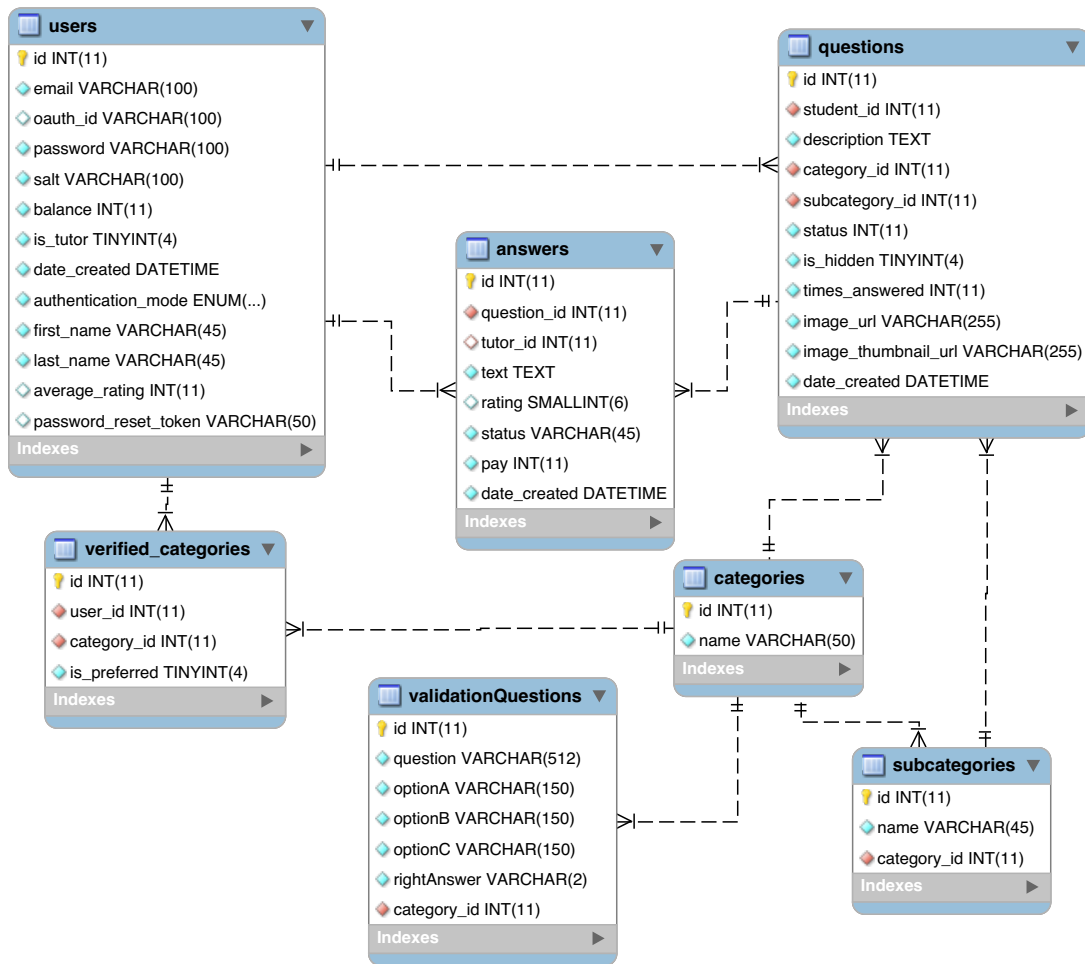 users
id INT(11)
email VARCHAR(100)
oauth_id VARCHAR(100)
password VARCHAR(100)
salt VARCHAR(100)
balance INT(11)
is_tutor TINYINT(4)
date_created DATETIME
authentication_mode ENUM(...)
first_name VARCHAR(45)
last_name VARCHAR(45)
average_rating INT(11)
password_reset_token VARCHAR(50)
Indexes
questions
id INT(11)
student_id INT(11)
description TEXT
category_id INT(11)
subcategory_id INT(11)
status INT(11)
is_hidden TINYINT(4)
times_answered INT(11)
image_url VARCHAR(255)
image_thumbnail_url VARCHAR(255)
date_created DATETIME
Indexes
answers
id INT(11)
question_id INT(11)
tutor_id INT(11)
text TEXT
rating SMALLINT(6)
status VARCHAR(45)
pay INT(11)
date_created DATETIME
Indexes
verified_categories
id INT(11)
user_id INT(11)
category_id INT(11)
is_preferred TINYINT(4)
Indexes
categories
id INT(11)
name VARCHAR(50)
Indexes
validationQuestions
id INT(11)
question VARCHAR(512)
optionA VARCHAR(150)
optionB VARCHAR(150)
optionC VARCHAR(150)
rightAnswer VARCHAR(2)
category_id INT(11)
Indexes
subcategories
id INT(11)
name VARCHAR(45)
category_id INT(11)
Indexes